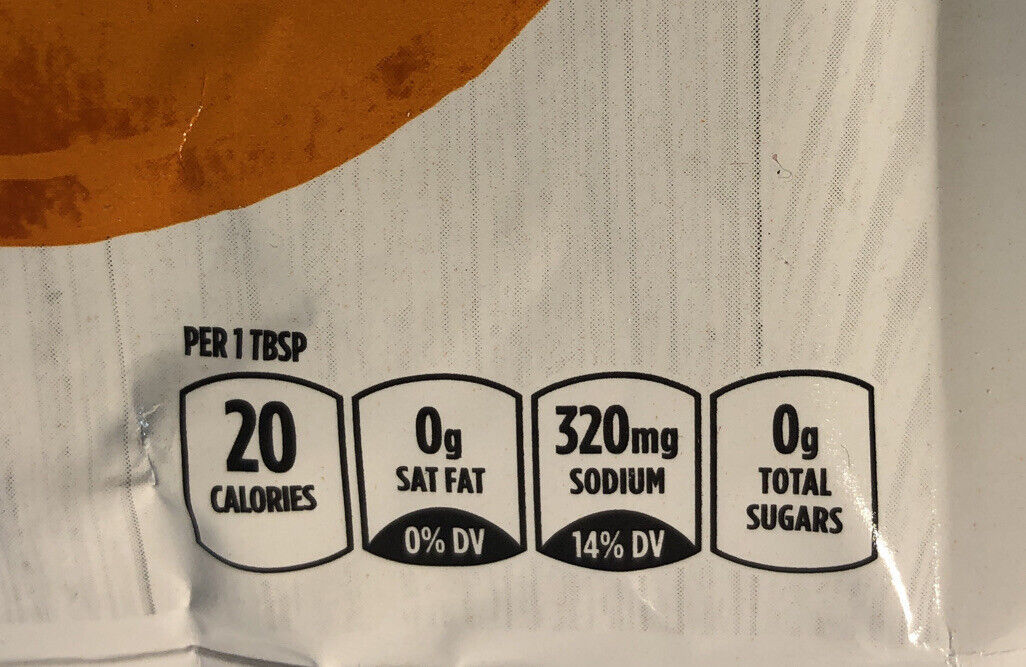 PER 1 TBSP
20
CALORIES
0g
SAT FAT
0% DV
320mg
SODIUM
14% DV
0g
TOTAL
SUGARS